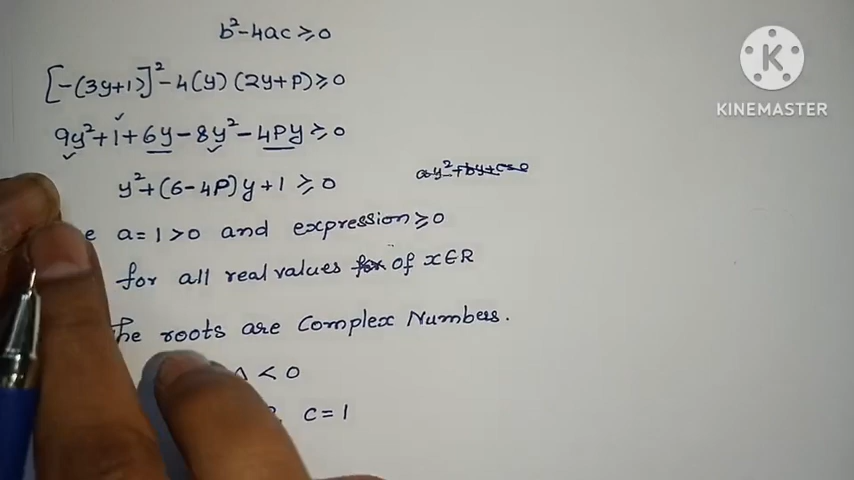 b²-4ac ≥ 0
[-(3y+1)]² - 4(y)(2y+P) ≥ 0
9y² + 1 + 6y - 8y² - 4Py ≥ 0
y² + (6-4P)y + 1 ≥ 0
a = 1 > 0 and expression ≥ 0
for all real values of x∈R
The roots are Complex Numbers.
< 0
c = 1
KINEMASTER